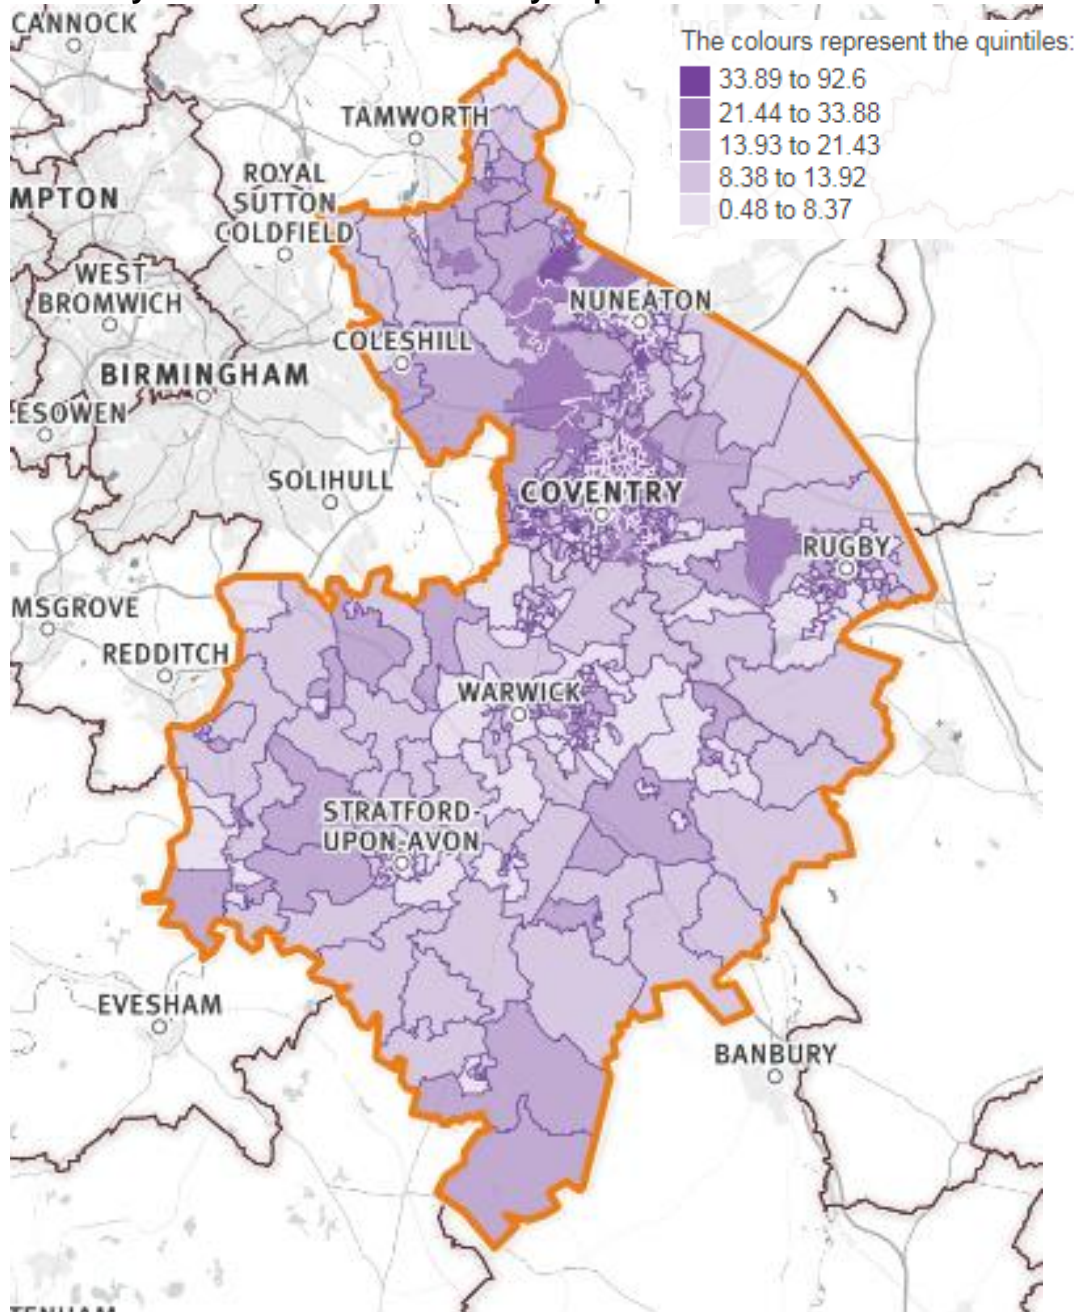 CANNOCK
The colours represent the quintiles:
33.89 to 92.6
21.44 to 33.88
13.93 to 21.43
8.38 to 13.92
0.48 to 8.37
TAMWORTH
ROYAL
SUTTON
COLDFIELD
MPTON
WEST
BROMWICH
NUNEATON
COLESHILL
BIRMINGHAM
ESOWEN
SOLIHULL
COVENTRY
RUGBY
MSGROVE
REDDITCH
WARWICK
STRATFORD-
UPON-AVON
EVESHAM
BANBURY